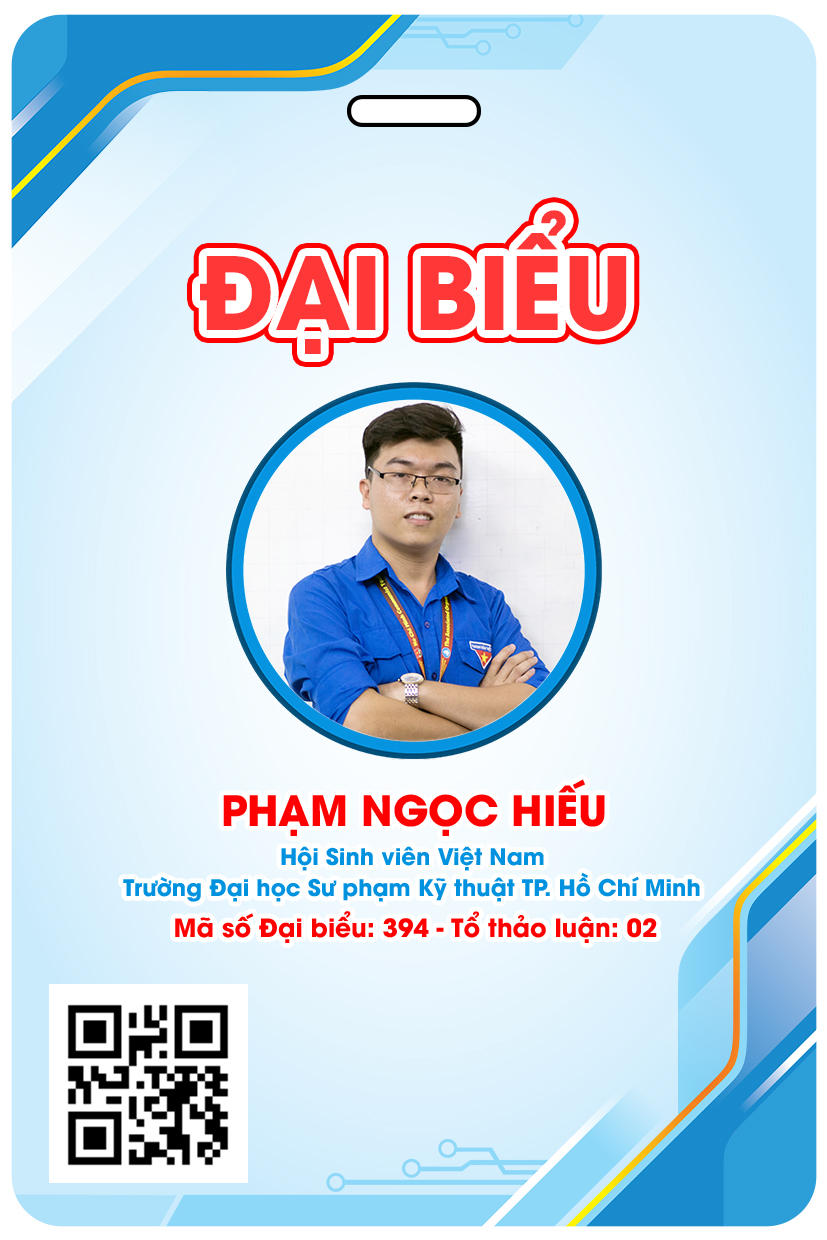 ĐẠI BIỂU
PHẠM NGỌC HIẾU
Hội Sinh viên Việt Nam
Trường Đại học Sư phạm Kỹ thuật TP. Hồ Chí Minh
Mã số Đại biểu: 394 - Tổ thảo luận: 02